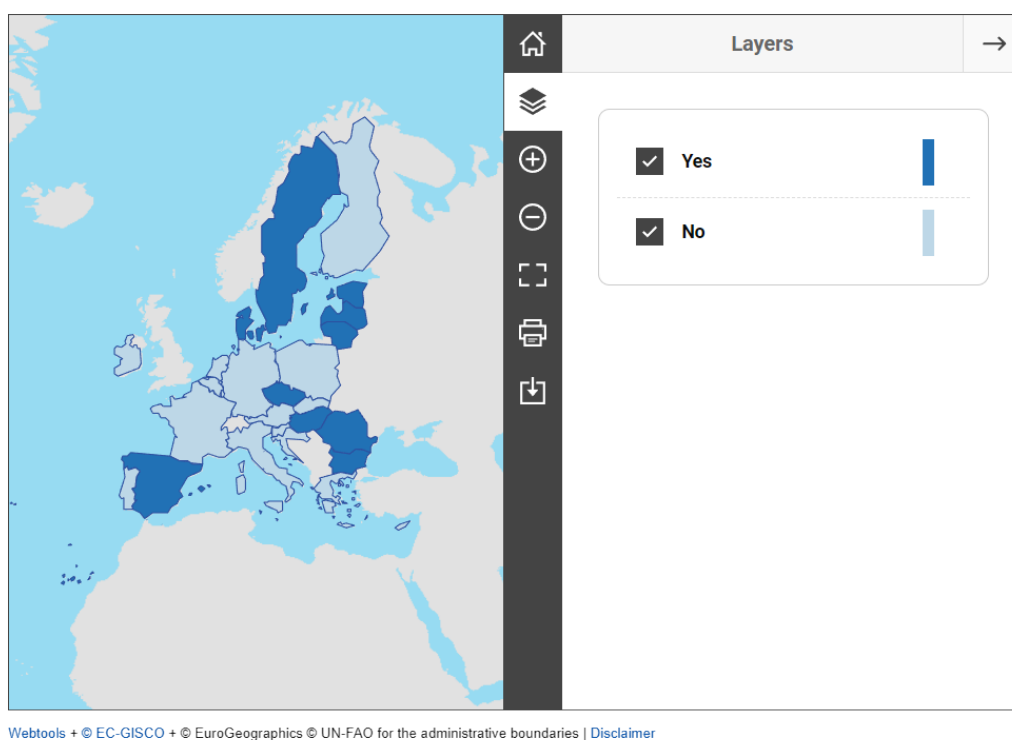 Layers
Yes
No
Webtools + © EC-GISCO + © EuroGeographics © UN-FAO for the administrative boundaries | Disclaimer